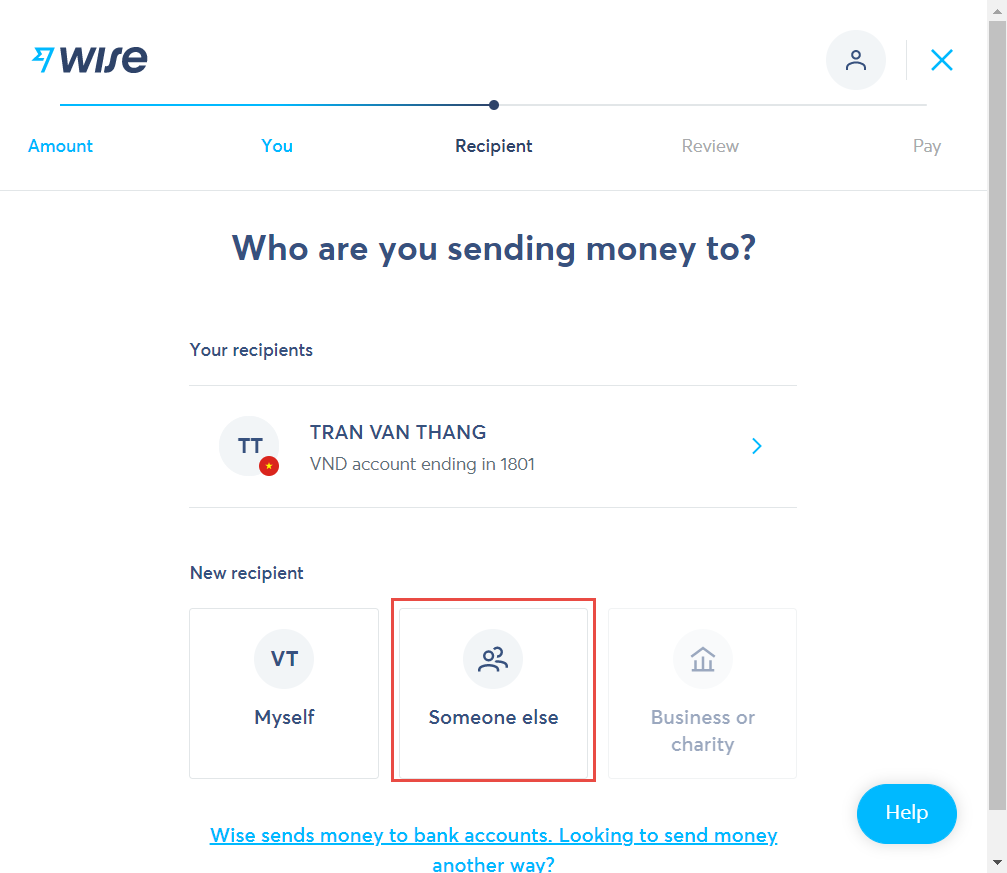 wise
Amount You Recipient Review Pay
Who are you sending money to?
Your recipients
TT
TRAN VAN THANG
VND account ending in 1801
New recipient
VT
Myself
Someone else
Business or
charity
Help
Wise sends money to bank accounts. Looking to send money
another way?